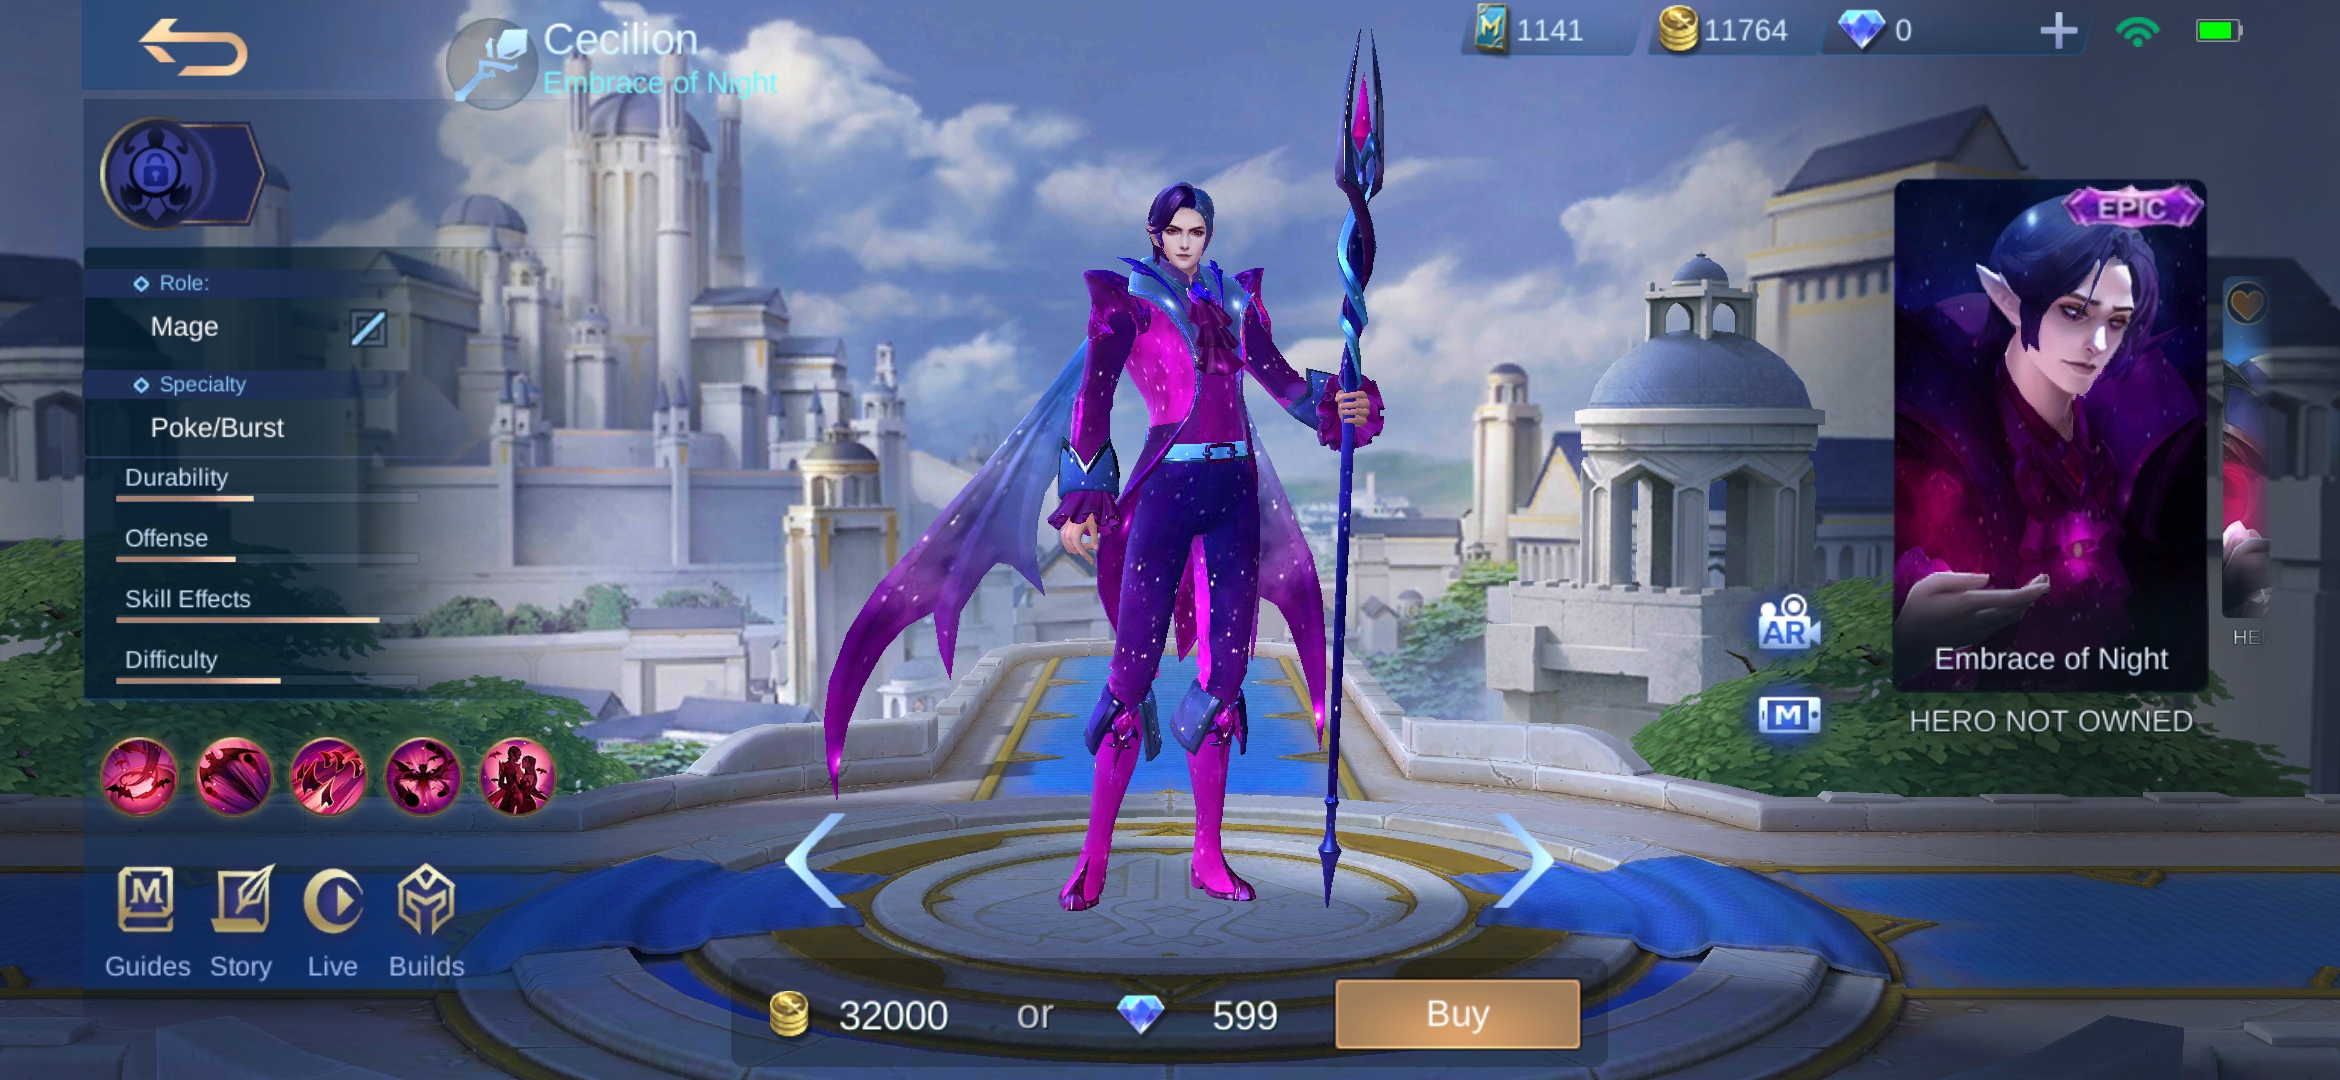 Cecilion
Embrace of Night
1141
11764
0
Role:
Mage
Specialty
Poke/Burst
Durability
Offense
Skill Effects
Difficulty
Guides
Story
Live
Builds
EPIC
Embrace of Night
HERO NOT OWNED
AR
M
32000 or 599
Buy